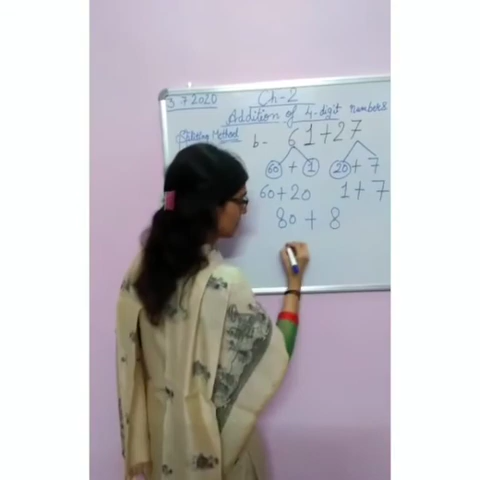 3 7 2020
Ch-2
Addition of 4-digit numbers
Splitting Method
b- 61+27
60 + 1 20 + 7
60+20 1+7
80 + 8